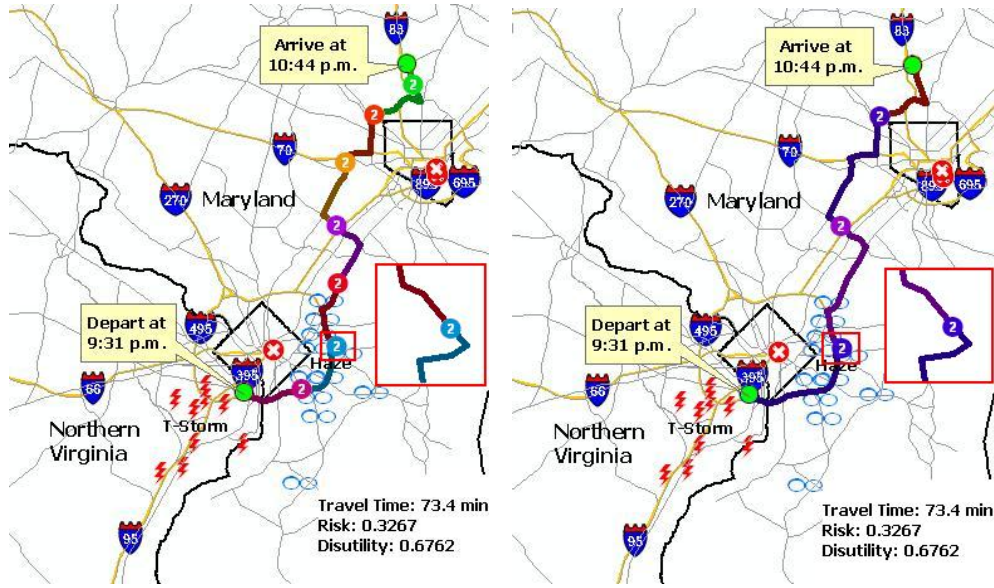 83
Arrive at
10:44 p.m.
2
2
70
2
895
695
270
Maryland
2
2
Depart at
9:31 p.m.
495
2
2
Haze
395
66
2
T-Storm
Northern
Virginia
95
Travel Time: 73.4 min
Risk: 0.3267
Disutility: 0.6762
83
Arrive at
10:44 p.m.
2
70
895
695
270
Maryland
2
Depart at
9:31 p.m.
495
2
2
Haze
395
66
T-Storm
Northern
Virginia
95
Travel Time: 73.4 min
Risk: 0.3267
Disutility: 0.6762